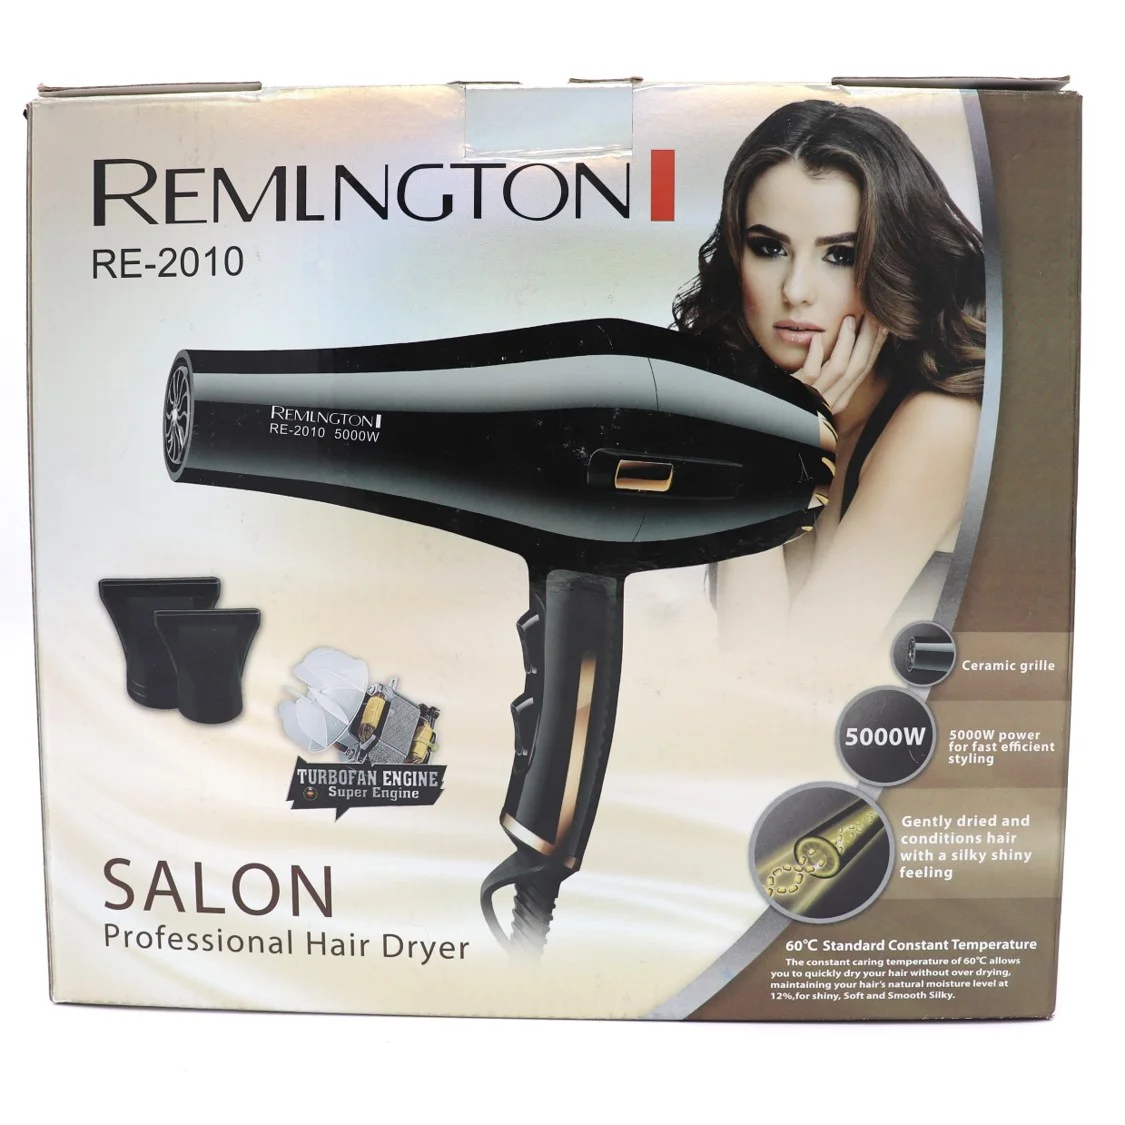 REMLNGTON
RE-2010
REMLNGTON
RE-2010 5000W
Ceramic grille
5000W
5000W power
for fast efficient
styling
TURBOFAN ENGINE
Super Engine
Gently dried and
conditions hair
with a silky shiny
feeling
SALON
Professional Hair Dryer
60℃ Standard Constant Temperature
The constant caring temperature of 60℃ allows
you to quickly dry your hair without over drying,
maintaining your hair's natural moisture level at
12%,for shiny, Soft and Smooth Silky.